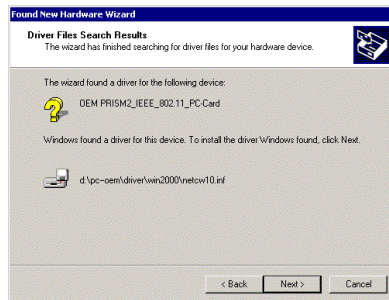 Found New Hardware Wizard
Driver Files Search Results
The wizard has finished searching for driver files for your hardware device.
The wizard found a driver for the following device:
OEM PRISM2_IEEE_802.11_PC-Card
Windows found a driver for this device. To install the driver Windows found, click Next.
d:\pc-oem\driver\win2000\netcw10.inf
< Back
Next >
Cancel